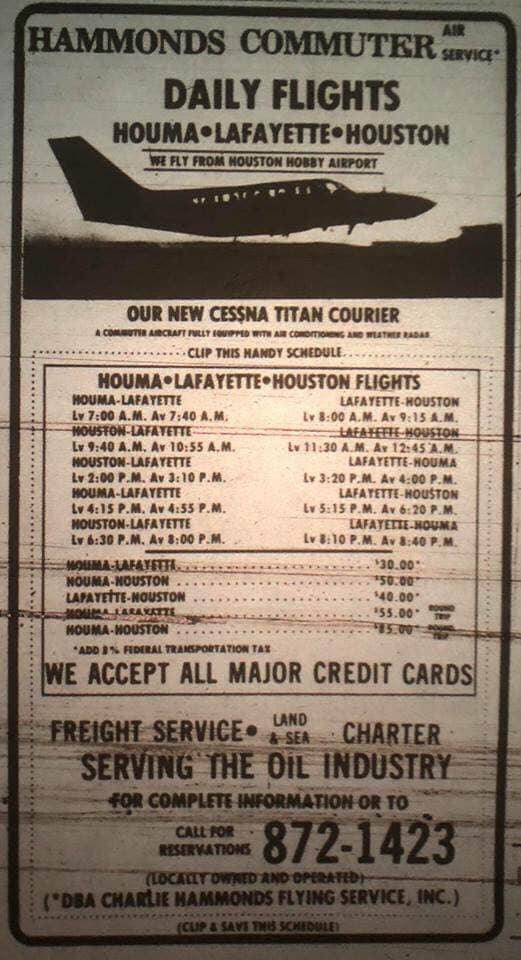 HAMMONDS COMMUTER AIR SERVICE*
DAILY FLIGHTS
HOUMA•LAFAYETTE•HOUSTON
WE FLY FROM HOUSTON HOBBY AIRPORT
OUR NEW CESSNA TITAN COURIER
A COMMUTER AIRCRAFT FULLY EQUIPPED WITH AIR CONDITIONING AND WEATHER RADAR
CLIP THIS HANDY SCHEDULE
HOUMA•LAFAYETTE•HOUSTON FLIGHTS
HOUMA-LAFAYETTE LAFAYETTE-HOUSTON
Lv 7:00 A.M. Av 7:40 A.M. Lv 8:00 A.M. Av 9:15 A.M.
HOUSTON-LAFAYETTE LAFAYETTE-HOUSTON
Lv 9:40 A.M. Av 10:55 A.M. Lv 11:30 A.M. Av 12:45 A.M.
HOUSTON-LAFAYETTE LAFAYETTE-HOUMA
Lv 2:00 P.M. Av 3:10 P.M. Lv 3:20 P.M. Av 4:00 P.M.
HOUMA-LAFAYETTE LAFAYETTE-HOUSTON
Lv 4:15 P.M. Av 4:55 P.M. Lv 5:15 P.M. Av 6:20 P.M.
HOUSTON-LAFAYETTE LAFAYETTE-HOUMA
Lv 6:30 P.M. Av 8:00 P.M. Lv 8:10 P.M. Av 8:40 P.M.
HOUMA-LAFAYETTE $30.00*
HOUMA-HOUSTON $50.00*
LAFAYETTE-HOUSTON $40.00*
HOUMA-LAFAYETTE $55.00* ROUND TRIP
HOUMA-HOUSTON $85.00* ROUND TRIP
*ADD 8% FEDERAL TRANSPORTATION TAX
WE ACCEPT ALL MAJOR CREDIT CARDS
FREIGHT SERVICE• LAND & SEA CHARTER
SERVING THE OIL INDUSTRY
FOR COMPLETE INFORMATION OR TO
CALL FOR RESERVATIONS 872-1423
(LOCALLY OWNED AND OPERATED)
(*DBA CHARLIE HAMMONDS FLYING SERVICE, INC.)
(CLIP & SAVE THIS SCHEDULE)